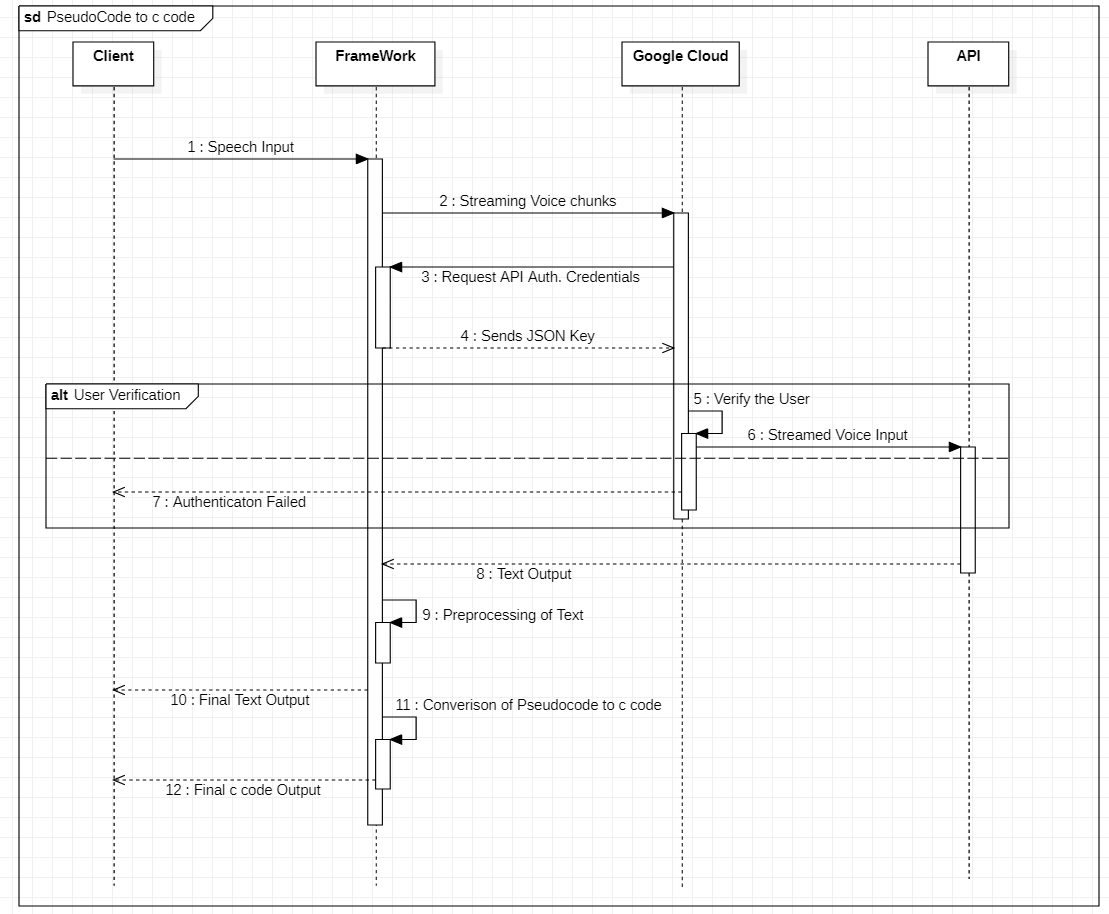 sd PseudoCode to c code
Client
FrameWork
Google Cloud
API
1 : Speech Input
2 : Streaming Voice chunks
3 : Request API Auth. Credentials
4 : Sends JSON Key
alt User Verification
5 : Verify the User
6 : Streamed Voice Input
7 : Authenticaton Failed
8 : Text Output
9 : Preprocessing of Text
10 : Final Text Output
11 : Converison of Pseudocode to c code
12 : Final c code Output